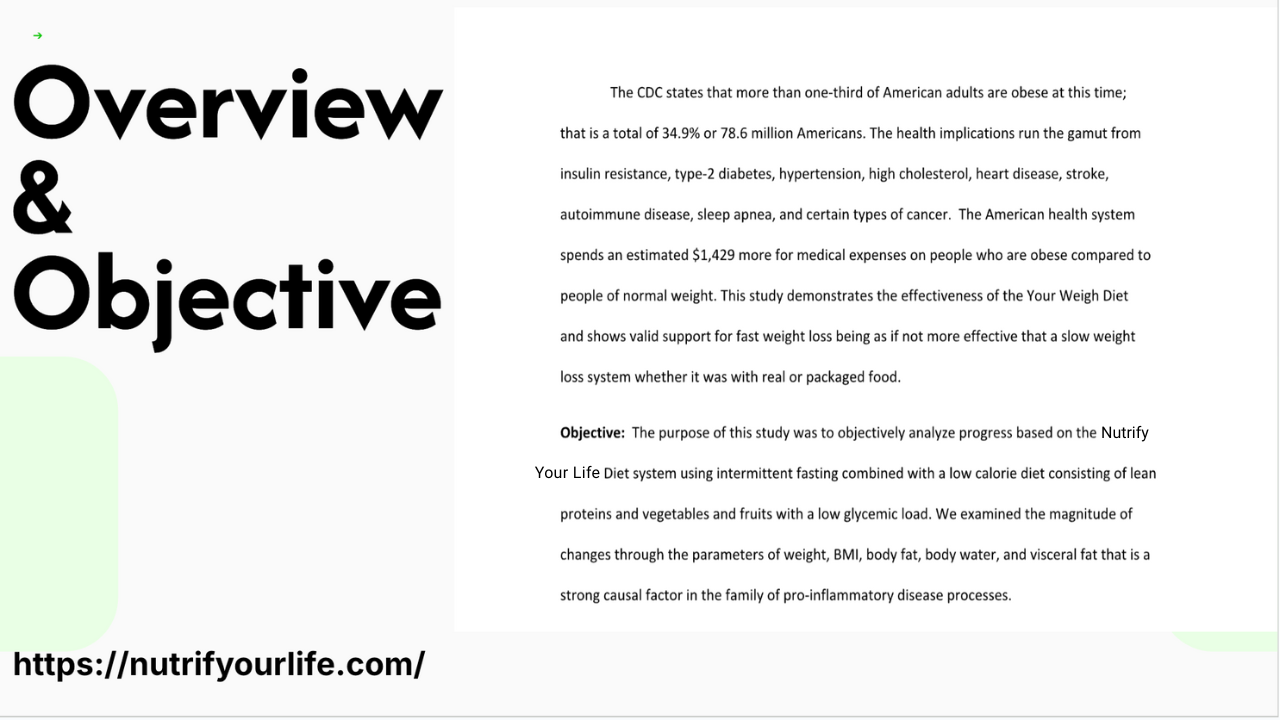 Overview
&
Objective
The CDC states that more than one-third of American adults are obese at this time;
that is a total of 34.9% or 78.6 million Americans. The health implications run the gamut from
insulin resistance, type-2 diabetes, hypertension, high cholesterol, heart disease, stroke,
autoimmune disease, sleep apnea, and certain types of cancer.  The American health system
spends an estimated $1,429 more for medical expenses on people who are obese compared to
people of normal weight. This study demonstrates the effectiveness of the Your Weigh Diet
and shows valid support for fast weight loss being as if not more effective that a slow weight
loss system whether it was with real or packaged food.
Objective:  The purpose of this study was to objectively analyze progress based on the Nutrify
Your Life Diet system using intermittent fasting combined with a low calorie diet consisting of lean
proteins and vegetables and fruits with a low glycemic load. We examined the magnitude of
changes through the parameters of weight, BMI, body fat, body water, and visceral fat that is a
strong causal factor in the family of pro-inflammatory disease processes.
https://nutrifyourlife.com/